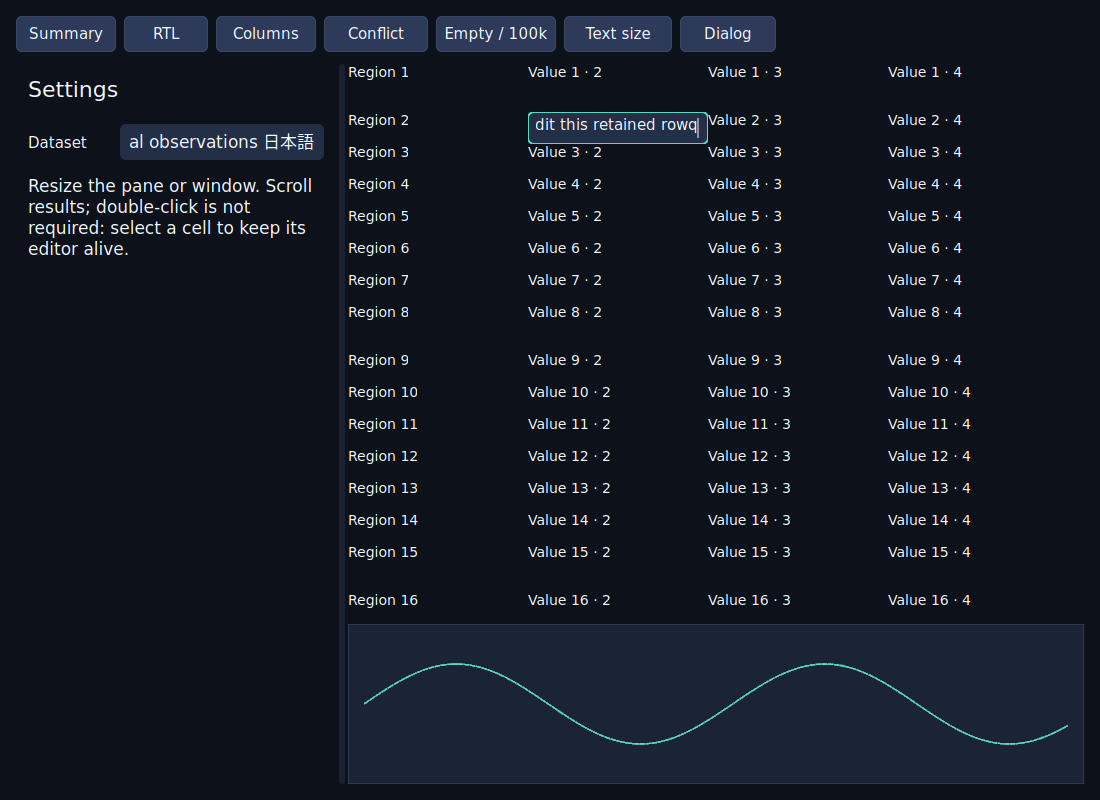 Summary RTL Columns Conflict Empty / 100k Text size Dialog
Settings
Dataset al observations 日本語
Resize the pane or window. Scroll
results; double-click is not
required: select a cell to keep its
editor alive.
Region 1 Value 1 · 2 Value 1 · 3 Value 1 · 4
Region 2 dit this retained rowq Value 2 · 3 Value 2 · 4
Region 3 Value 3 · 2 Value 3 · 3 Value 3 · 4
Region 4 Value 4 · 2 Value 4 · 3 Value 4 · 4
Region 5 Value 5 · 2 Value 5 · 3 Value 5 · 4
Region 6 Value 6 · 2 Value 6 · 3 Value 6 · 4
Region 7 Value 7 · 2 Value 7 · 3 Value 7 · 4
Region 8 Value 8 · 2 Value 8 · 3 Value 8 · 4
Region 9 Value 9 · 2 Value 9 · 3 Value 9 · 4
Region 10 Value 10 · 2 Value 10 · 3 Value 10 · 4
Region 11 Value 11 · 2 Value 11 · 3 Value 11 · 4
Region 12 Value 12 · 2 Value 12 · 3 Value 12 · 4
Region 13 Value 13 · 2 Value 13 · 3 Value 13 · 4
Region 14 Value 14 · 2 Value 14 · 3 Value 14 · 4
Region 15 Value 15 · 2 Value 15 · 3 Value 15 · 4
Region 16 Value 16 · 2 Value 16 · 3 Value 16 · 4